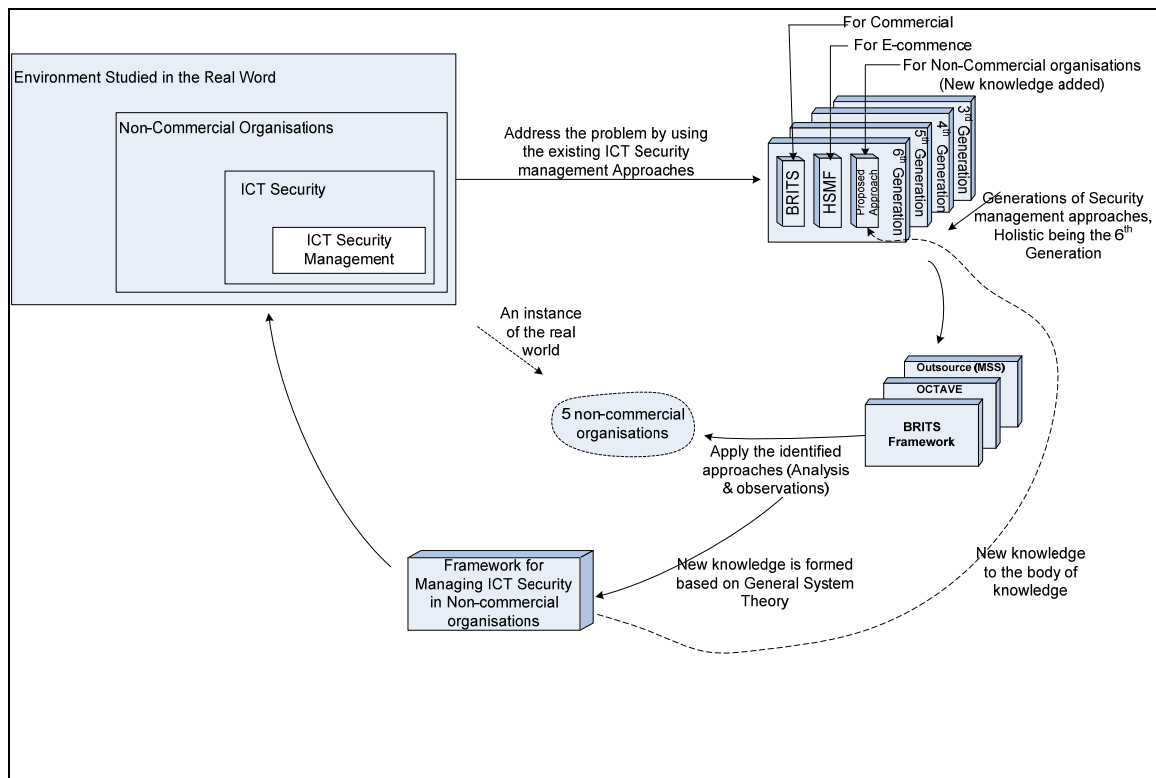 For Commercial
For E-commence
For Non-Commercial organisations
(New knowledge added)
Environment Studied in the Real Word
Non-Commercial Organisations
ICT Security
ICT Security
Management
Address the problem by using
the existing ICT Security
management Approaches
3rd Generation
4th Generation
5th Generation
6th Generation
BRITS
HSMF
Proposed
Approach
Generations of Security
management approaches,
Holistic being the 6th
Generation
An instance
of the real
world
Outsource (MSS)
OCTAVE
BRITS
Framework
5 non-commercial
organisations
Apply the identified
approaches (Analysis
& observations)
Framework for
Managing ICT Security
in Non-commercial
organisations
New knowledge is formed
based on General System
Theory
New knowledge
to the body of
knowledge